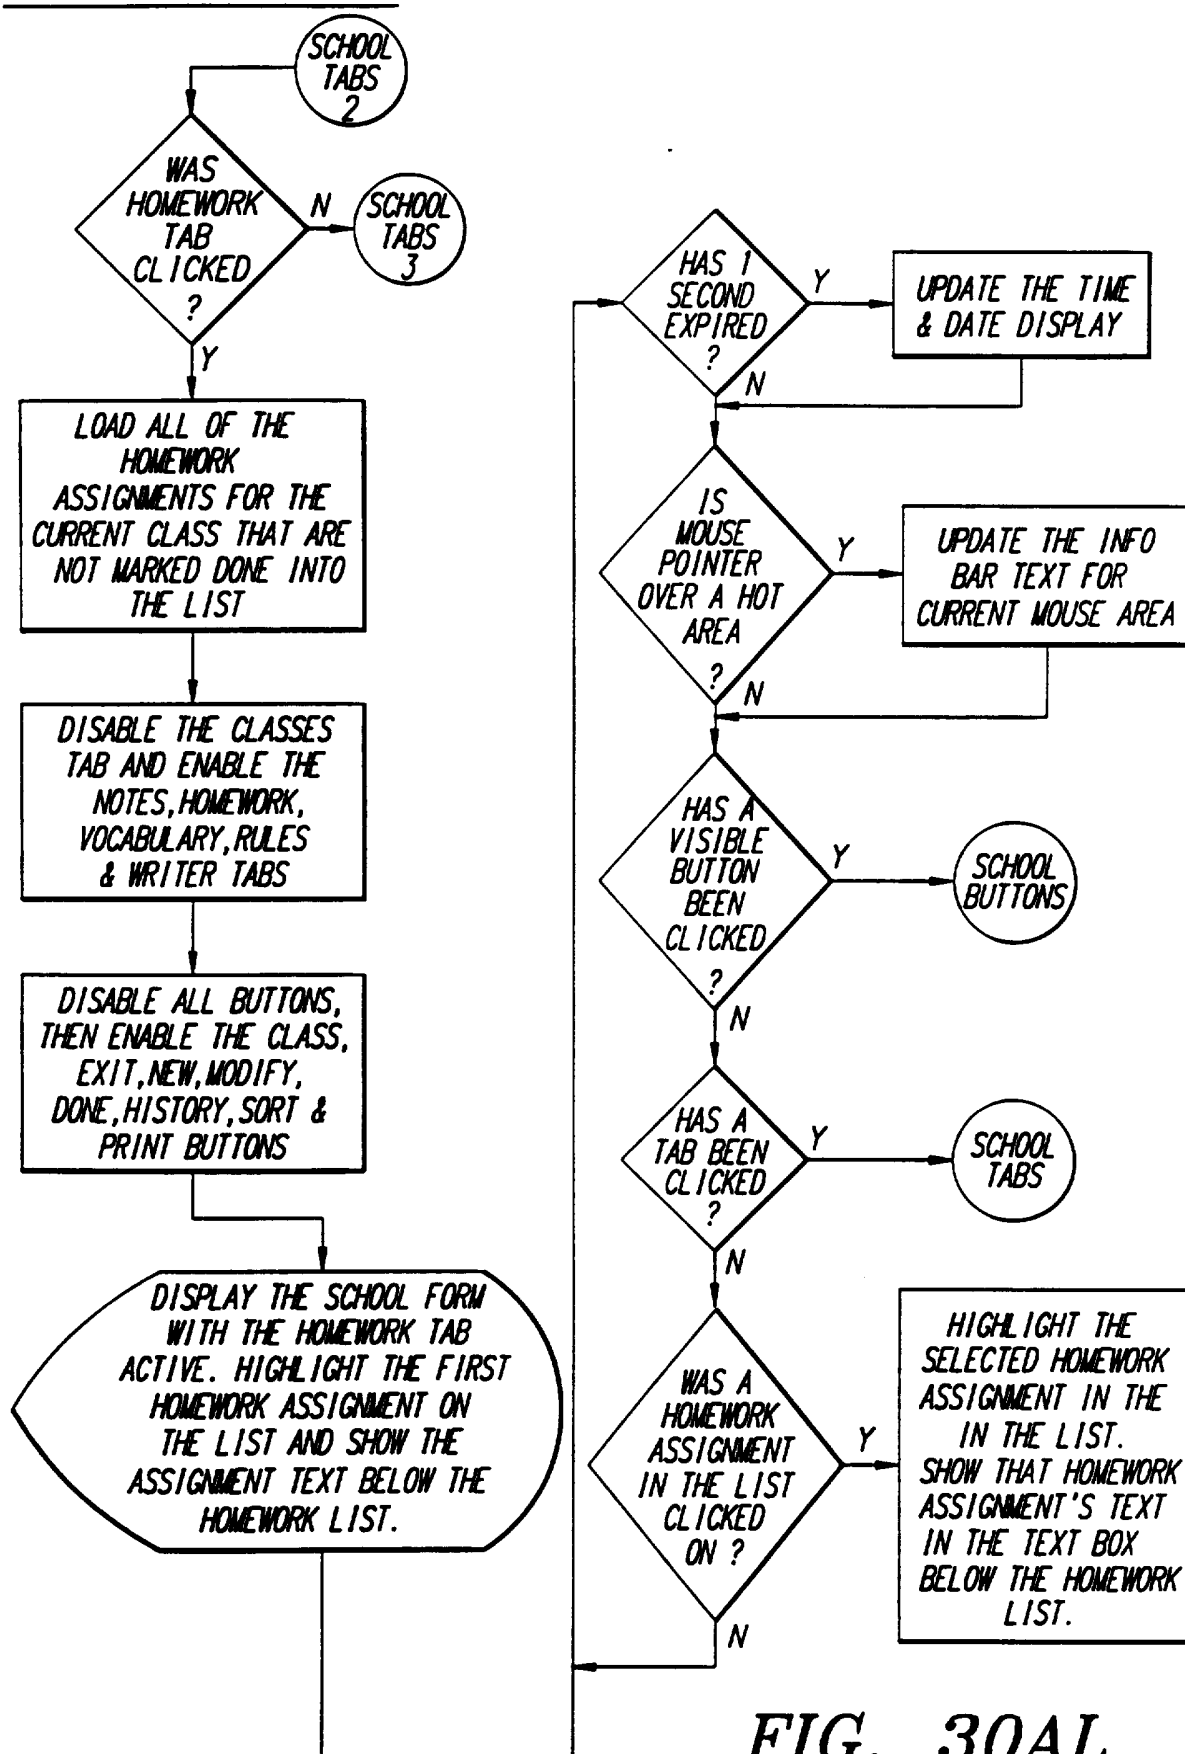 SCHOOL
TABS
2
WAS
HOMEWORK
TAB
CLICKED
?
N
SCHOOL
TABS
3
Y
LOAD ALL OF THE
HOMEWORK
ASSIGNMENTS FOR THE
CURRENT CLASS THAT ARE
NOT MARKED DONE INTO
THE LIST
DISABLE THE CLASSES
TAB AND ENABLE THE
NOTES, HOMEWORK,
VOCABULARY, RULES
& WRITER TABS
DISABLE ALL BUTTONS,
THEN ENABLE THE CLASS,
EXIT, NEW, MODIFY,
DONE, HISTORY, SORT &
PRINT BUTTONS
DISPLAY THE SCHOOL FORM
WITH THE HOMEWORK TAB
ACTIVE. HIGHLIGHT THE FIRST
HOMEWORK ASSIGNMENT ON
THE LIST AND SHOW THE
ASSIGNMENT TEXT BELOW THE
HOMEWORK LIST.
HAS 1
SECOND
EXPIRED
?
Y
UPDATE THE TIME
& DATE DISPLAY
N
IS
MOUSE
POINTER
OVER A HOT
AREA
?
Y
UPDATE THE INFO
BAR TEXT FOR
CURRENT MOUSE AREA
N
HAS A
VISIBLE
BUTTON
BEEN
CLICKED
?
Y
SCHOOL
BUTTONS
N
HAS A
TAB BEEN
CLICKED
?
Y
SCHOOL
TABS
N
WAS A
HOMEWORK
ASSIGNMENT
IN THE LIST
CLICKED
ON ?
Y
HIGHLIGHT THE
SELECTED HOMEWORK
ASSIGNMENT IN THE
IN THE LIST.
SHOW THAT HOMEWORK
ASSIGNMENT'S TEXT
IN THE TEXT BOX
BELOW THE HOMEWORK
LIST.
N
FIG. 30AL